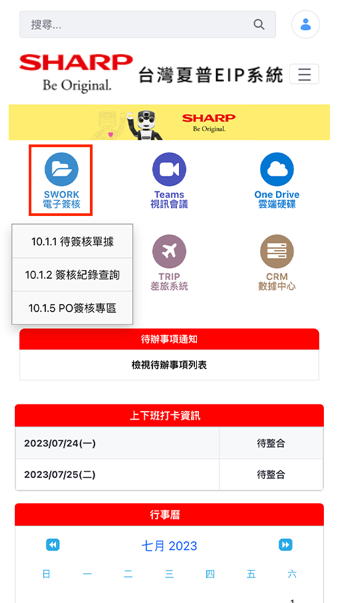 搜尋...
SHARP
Be Original.
台灣夏普EIP系統
SHARP
Be Original.
SWORK
電子簽核
Teams
視訊會議
One Drive
雲端硬碟
10.1.1 待簽核單據
10.1.2 簽核紀錄查詢
10.1.5 PO簽核專區
TRIP
差旅系統
CRM
數據中心
待辦事項通知
檢視待辦事項列表
上下班打卡資訊
2023/07/24(一)
待整合
2023/07/25(二)
待整合
行事曆
七月 2023
日 一 二 三 四 五 六